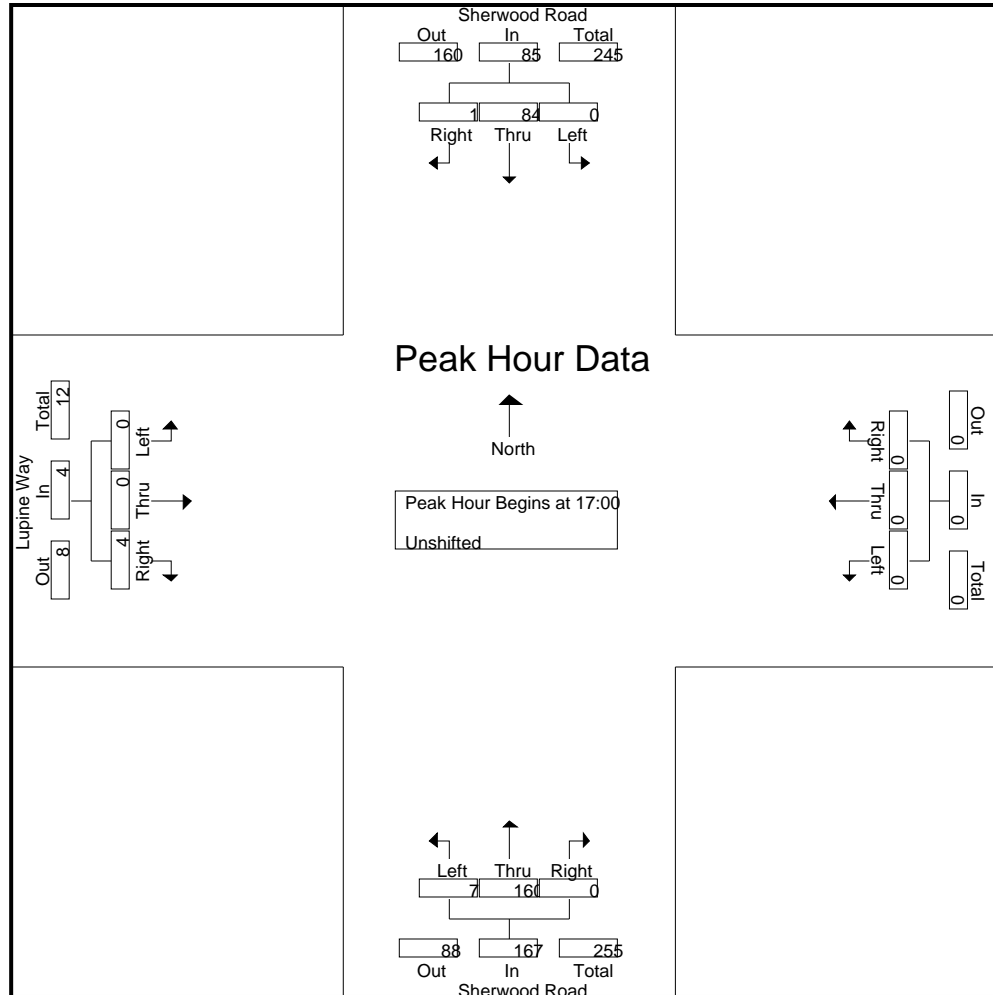 Sherwood Road
Out In Total
160 85 245
1 84 0
Right Thru Left
Peak Hour Data
North
Peak Hour Begins at 17:00
Unshifted
Lupine Way
Out In Total
8 4 12
4 0 0
Right Thru Left
Out In Total
0 0 0
Right Thru Left
0 0 0
Left Thru Right
7 160 0
88 167 255
Out In Total
Sherwood Road